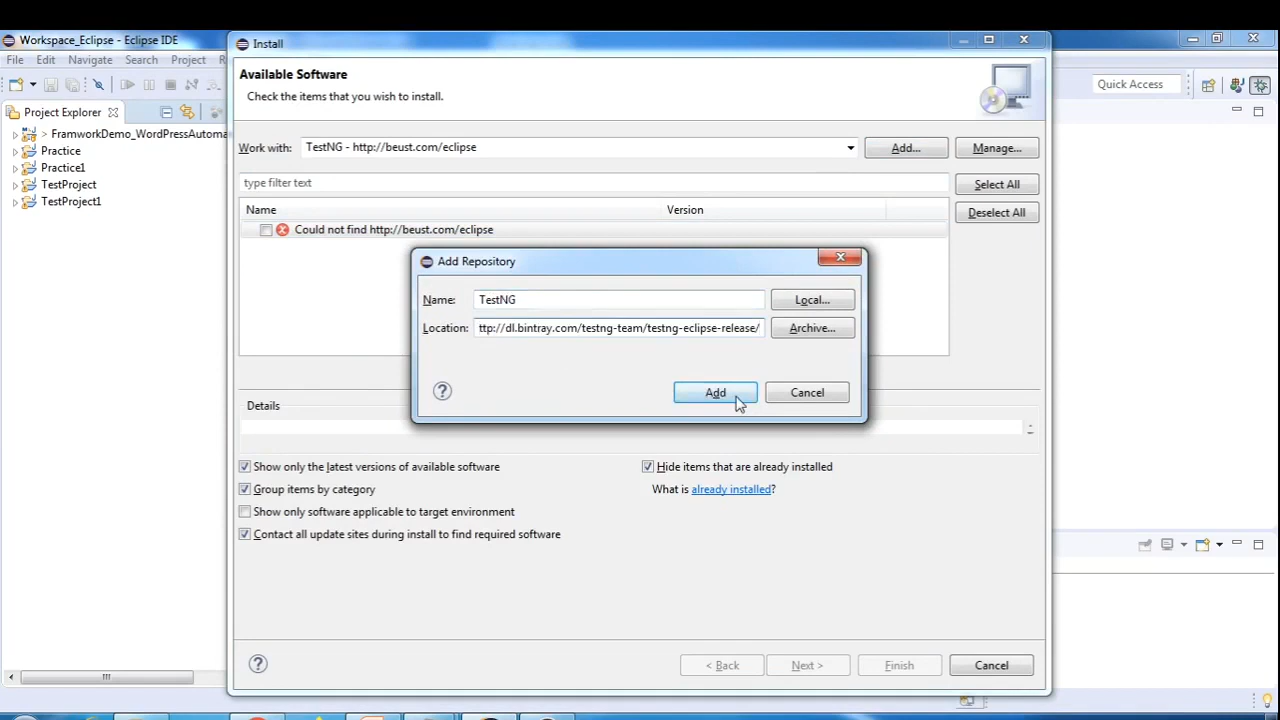 Workspace_Eclipse - Eclipse IDE
File Edit Navigate Search Project
Quick Access
Project Explorer
> FramworkDemo_WordPressAutoma
Practice
Practice1
TestProject
TestProject1
Install
Available Software
Check the items that you wish to install.
Work with: TestNG - http://beust.com/eclipse Add... Manage...
type filter text Select All
Name Version Deselect All
Could not find http://beust.com/eclipse
Add Repository
Name: TestNG Local...
Location: ttp://dl.bintray.com/testng-team/testng-eclipse-release/ Archive...
? Add Cancel
Details
Show only the latest versions of available software Hide items that are already installed
Group items by category What is already installed?
Show only software applicable to target environment
Contact all update sites during install to find required software
? < Back Next > Finish Cancel